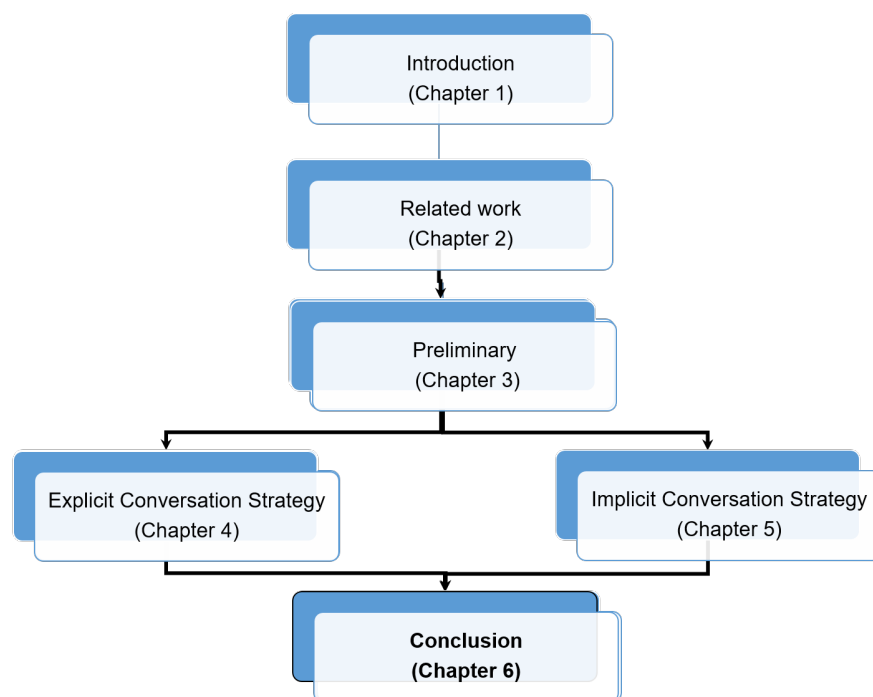 Introduction
(Chapter 1)
Related work
(Chapter 2)
Preliminary
(Chapter 3)
Explicit Conversation Strategy
(Chapter 4)
Implicit Conversation Strategy
(Chapter 5)
Conclusion
(Chapter 6)